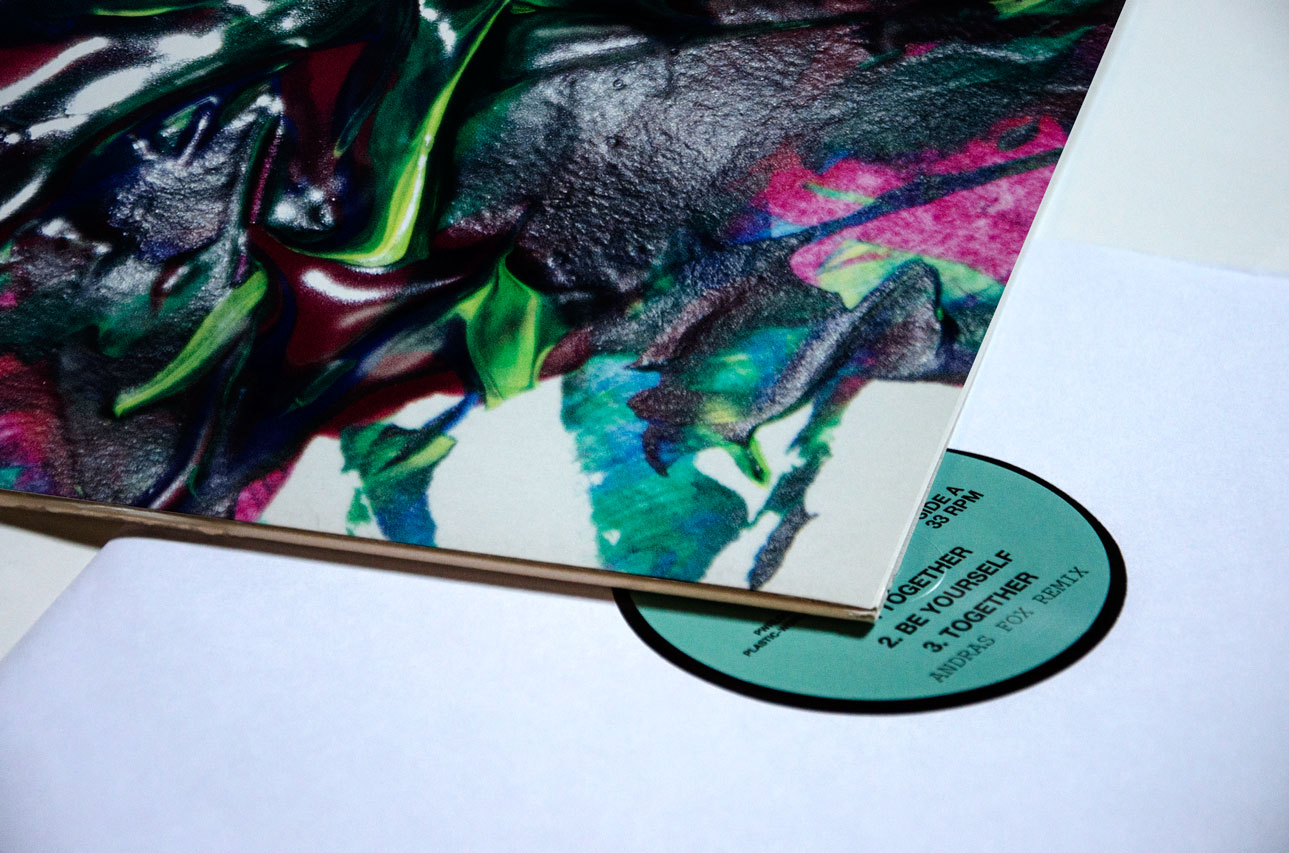 SIDE A
33 RPM
TOGETHER
2. BE YOURSELF
3. TOGETHER
ANDRAS FOX REMIX